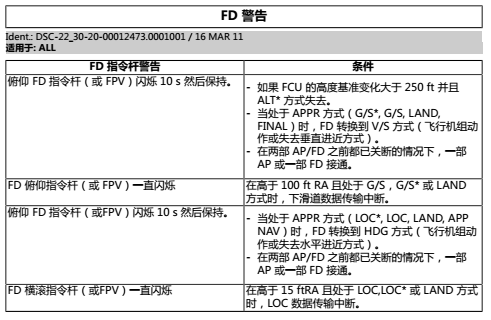 FD 警告
Ident.: DSC-22_30-20-00012473.0001001 / 16 MAR 11
适用于: ALL
FD 指令杆警告
条件
俯仰 FD 指令杆（或 FPV）闪烁 10 s 然后保持。
- 如果 FCU 的高度基准变化大于 250 ft 并且
ALT* 方式失去。
- 当处于 APPR 方式（G/S*, G/S, LAND,
FINAL）时，FD 转换到 V/S 方式（飞行机组动
作或失去垂直进近方式）。
- 在两部 AP/FD 之前都已关断的情况下，一部
AP 或一部 FD 接通。
FD 俯仰指令杆（或 FPV）一直闪烁
在高于 100 ft RA 且处于 G/S，G/S* 或 LAND
方式时，下滑道数据传输中断。
俯仰 FD 指令杆（或FPV）闪烁 10 s 然后保持。
- 当处于 APPR 方式（LOC*, LOC, LAND, APP
NAV）时，FD 转换到 HDG 方式（飞行机组动
作或失去水平进近方式）。
- 在两部 AP/FD 之前都已关断的情况下，一部
AP 或一部 FD 接通。
FD 横滚指令杆（或FPV）一直闪烁
在高于 15 ftRA 且处于 LOC,LOC* 或 LAND 方式
时，LOC 数据传输中断。